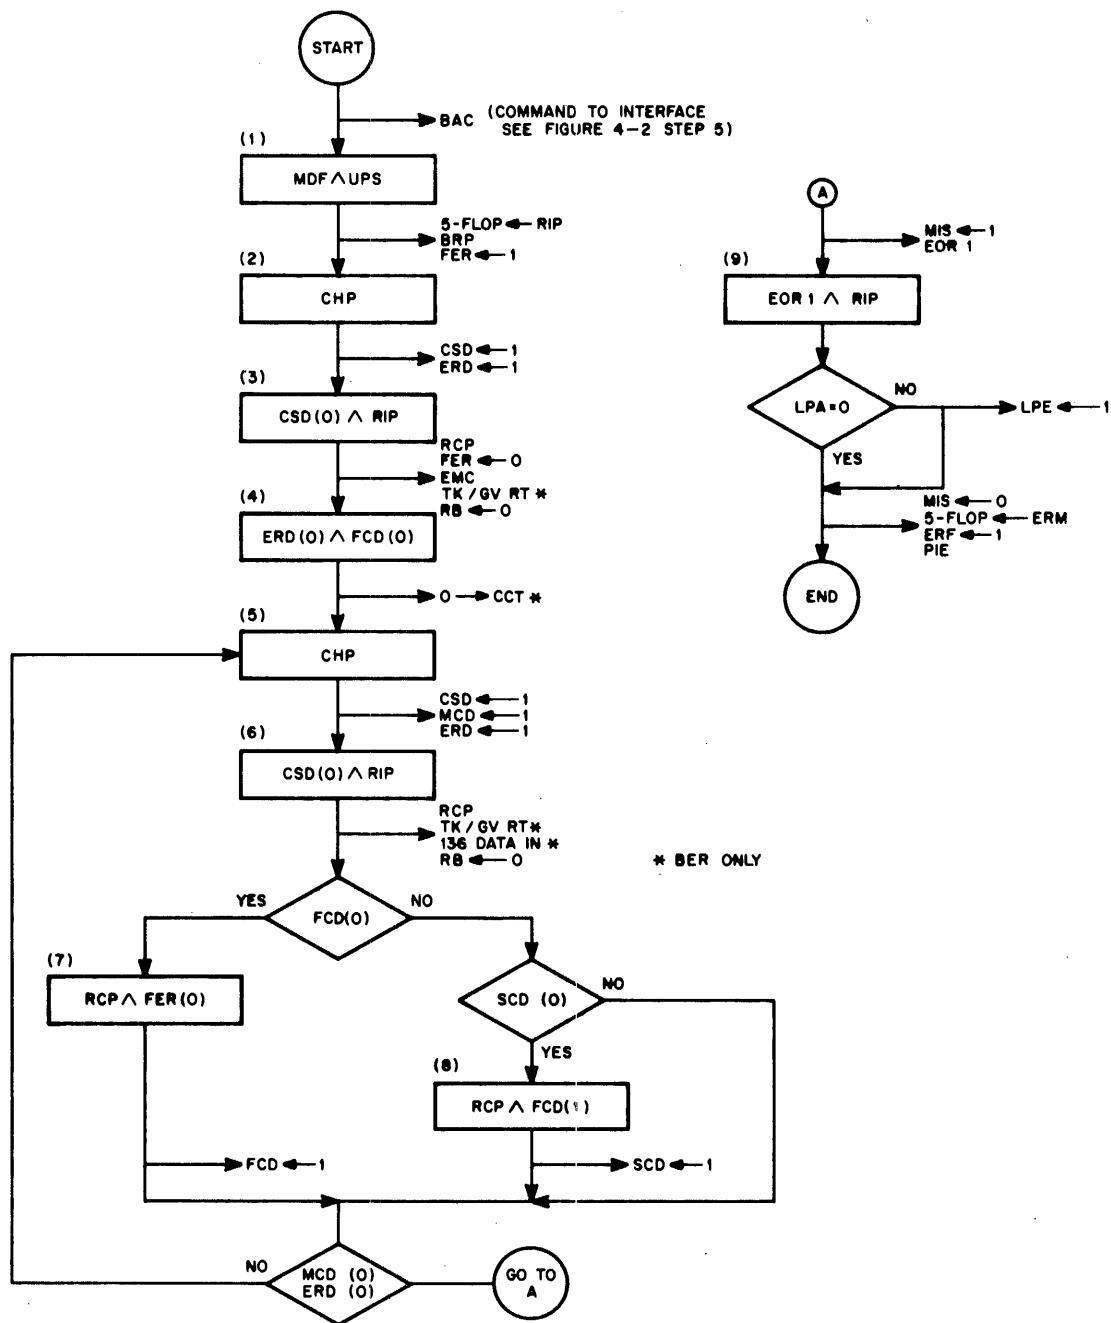 START
BAC (COMMAND TO INTERFACE
SEE FIGURE 4-2 STEP 5)
(1)
MDF ∧ UPS
5-FLOP ← RIP
BRP
FER ← 1
(2)
CHP
CSD ← 1
ERD ← 1
(3)
CSD(0) ∧ RIP
RCP
FER ← 0
EMC
TK/GV RT *
RB ← 0
(4)
ERD(0) ∧ FCD(0)
0 → CCT *
(5)
CHP
CSD ← 1
MCD ← 1
ERD ← 1
(6)
CSD(0) ∧ RIP
RCP
TK/GV RT *
136 DATA IN *
RB ← 0
* BER ONLY
YES
FCD(0)
NO
(7)
RCP ∧ FER(0)
SCD (0)
NO
YES
(8)
RCP ∧ FCD(1)
FCD ← 1
SCD ← 1
NO
MCD (0)
ERD (0)
GO TO
A
A
MIS ← 1
EOR 1
(9)
EOR 1 ∧ RIP
LPA=0
NO
LPE ← 1
YES
MIS ← 0
5-FLOP ← ERM
ERF ← 1
PIE
END